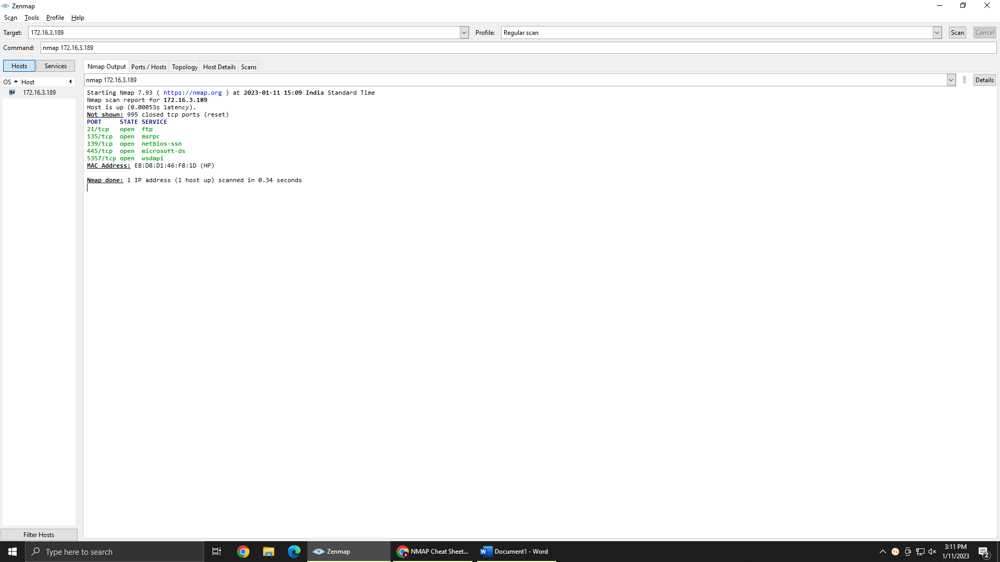 Zenmap
Scan Tools Profile Help
Target: 172.16.3.189 Profile: Regular scan Scan Cancel
Command: nmap 172.16.3.189
Hosts Services
Nmap Output Ports / Hosts Topology Host Details Scans
OS Host
nmap 172.16.3.189 Details
172.16.3.189
Starting Nmap 7.93 ( https://nmap.org ) at 2023-01-11 15:09 India Standard Time
Nmap scan report for 172.16.3.189
Host is up (0.00053s latency).
Not shown: 995 closed tcp ports (reset)
PORT STATE SERVICE
21/tcp open ftp
135/tcp open msrpc
139/tcp open netbios-ssn
445/tcp open microsoft-ds
5357/tcp open wsdapi
MAC Address: E8:D8:D1:46:F8:1D (HP)
Nmap done: 1 IP address (1 host up) scanned in 0.34 seconds
Filter Hosts
Type here to search
Zenmap
NMAP Cheat Sheet...
Document1 - Word
3:11 PM
1/11/2023
2